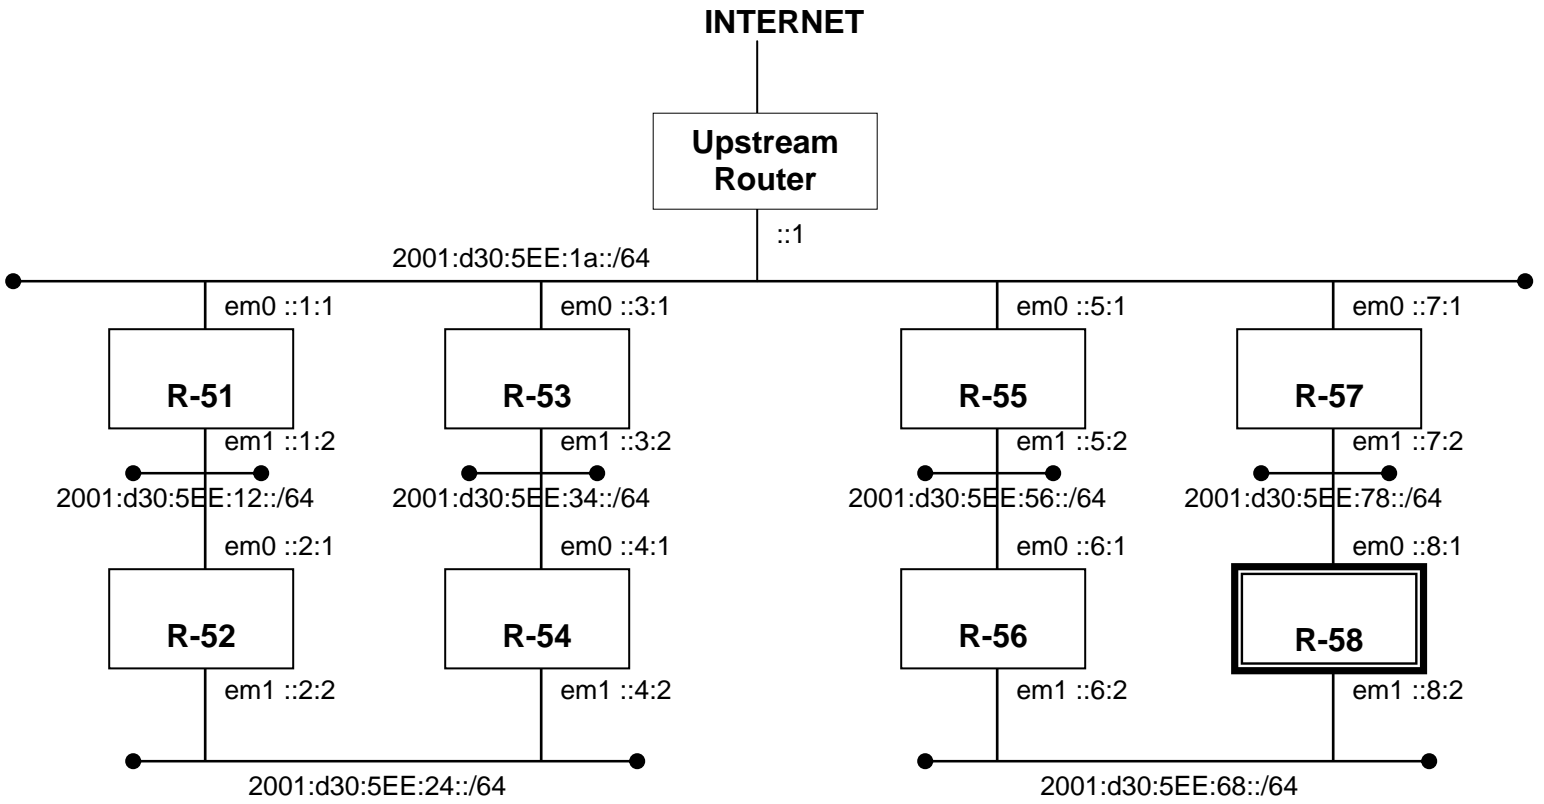 INTERNET
Upstream
Router
::1
2001:d30:5EE:1a::/64
em0 ::1:1
em0 ::3:1
em0 ::5:1
em0 ::7:1
R-51
R-53
R-55
R-57
em1 ::1:2
em1 ::3:2
em1 ::5:2
em1 ::7:2
2001:d30:5EE:12::/64
2001:d30:5EE:34::/64
2001:d30:5EE:56::/64
2001:d30:5EE:78::/64
em0 ::2:1
em0 ::4:1
em0 ::6:1
em0 ::8:1
R-52
R-54
R-56
R-58
em1 ::2:2
em1 ::4:2
em1 ::6:2
em1 ::8:2
2001:d30:5EE:24::/64
2001:d30:5EE:68::/64